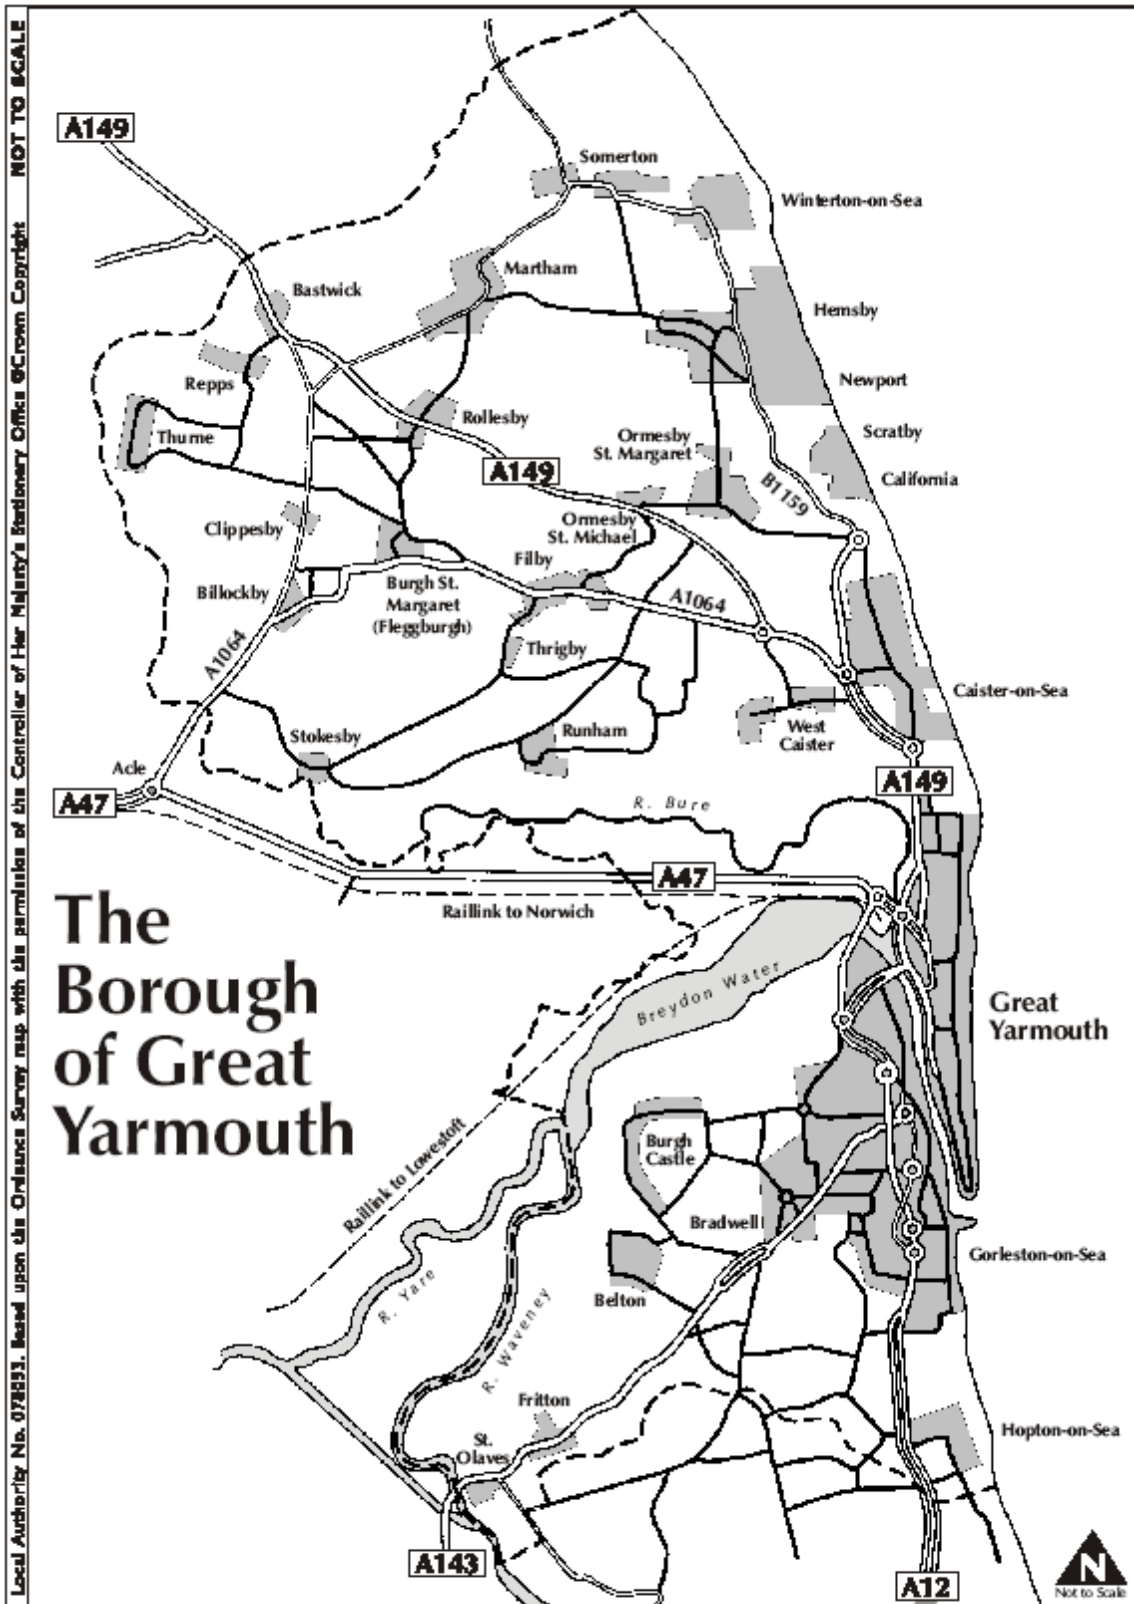 Local Authority No. 078093. Based upon the Ordnance Survey map with the permission of the Controller of Her Majesty's Stationery Office ©Crown Copyright NOT TO SCALE
A149
Somerton
Winterton-on-Sea
Martham
Bastwick
Hemsby
Repps
Newport
Rollesby
Thurne
Scratby
Ormesby
St. Margaret
A149
California
B1159
Clippesby
Ormesby
St. Michael
Filby
Billockby
Burgh St.
Margaret
(Fleggburgh)
A1064
A1064
Thrigby
Caister-on-Sea
Stokesby
Runham
West
Caister
Acle
A149
A47
R. Bure
A47
The
Borough
of Great
Yarmouth
Raillink to Norwich
Breydon Water
Great
Yarmouth
Raillink to Lowestoft
Burgh
Castle
Bradwell
Gorleston-on-Sea
R. Yare
Belton
R. Waveney
Fritton
Hopton-on-Sea
St.
Olaves
A143
A12
N
Not to Scale